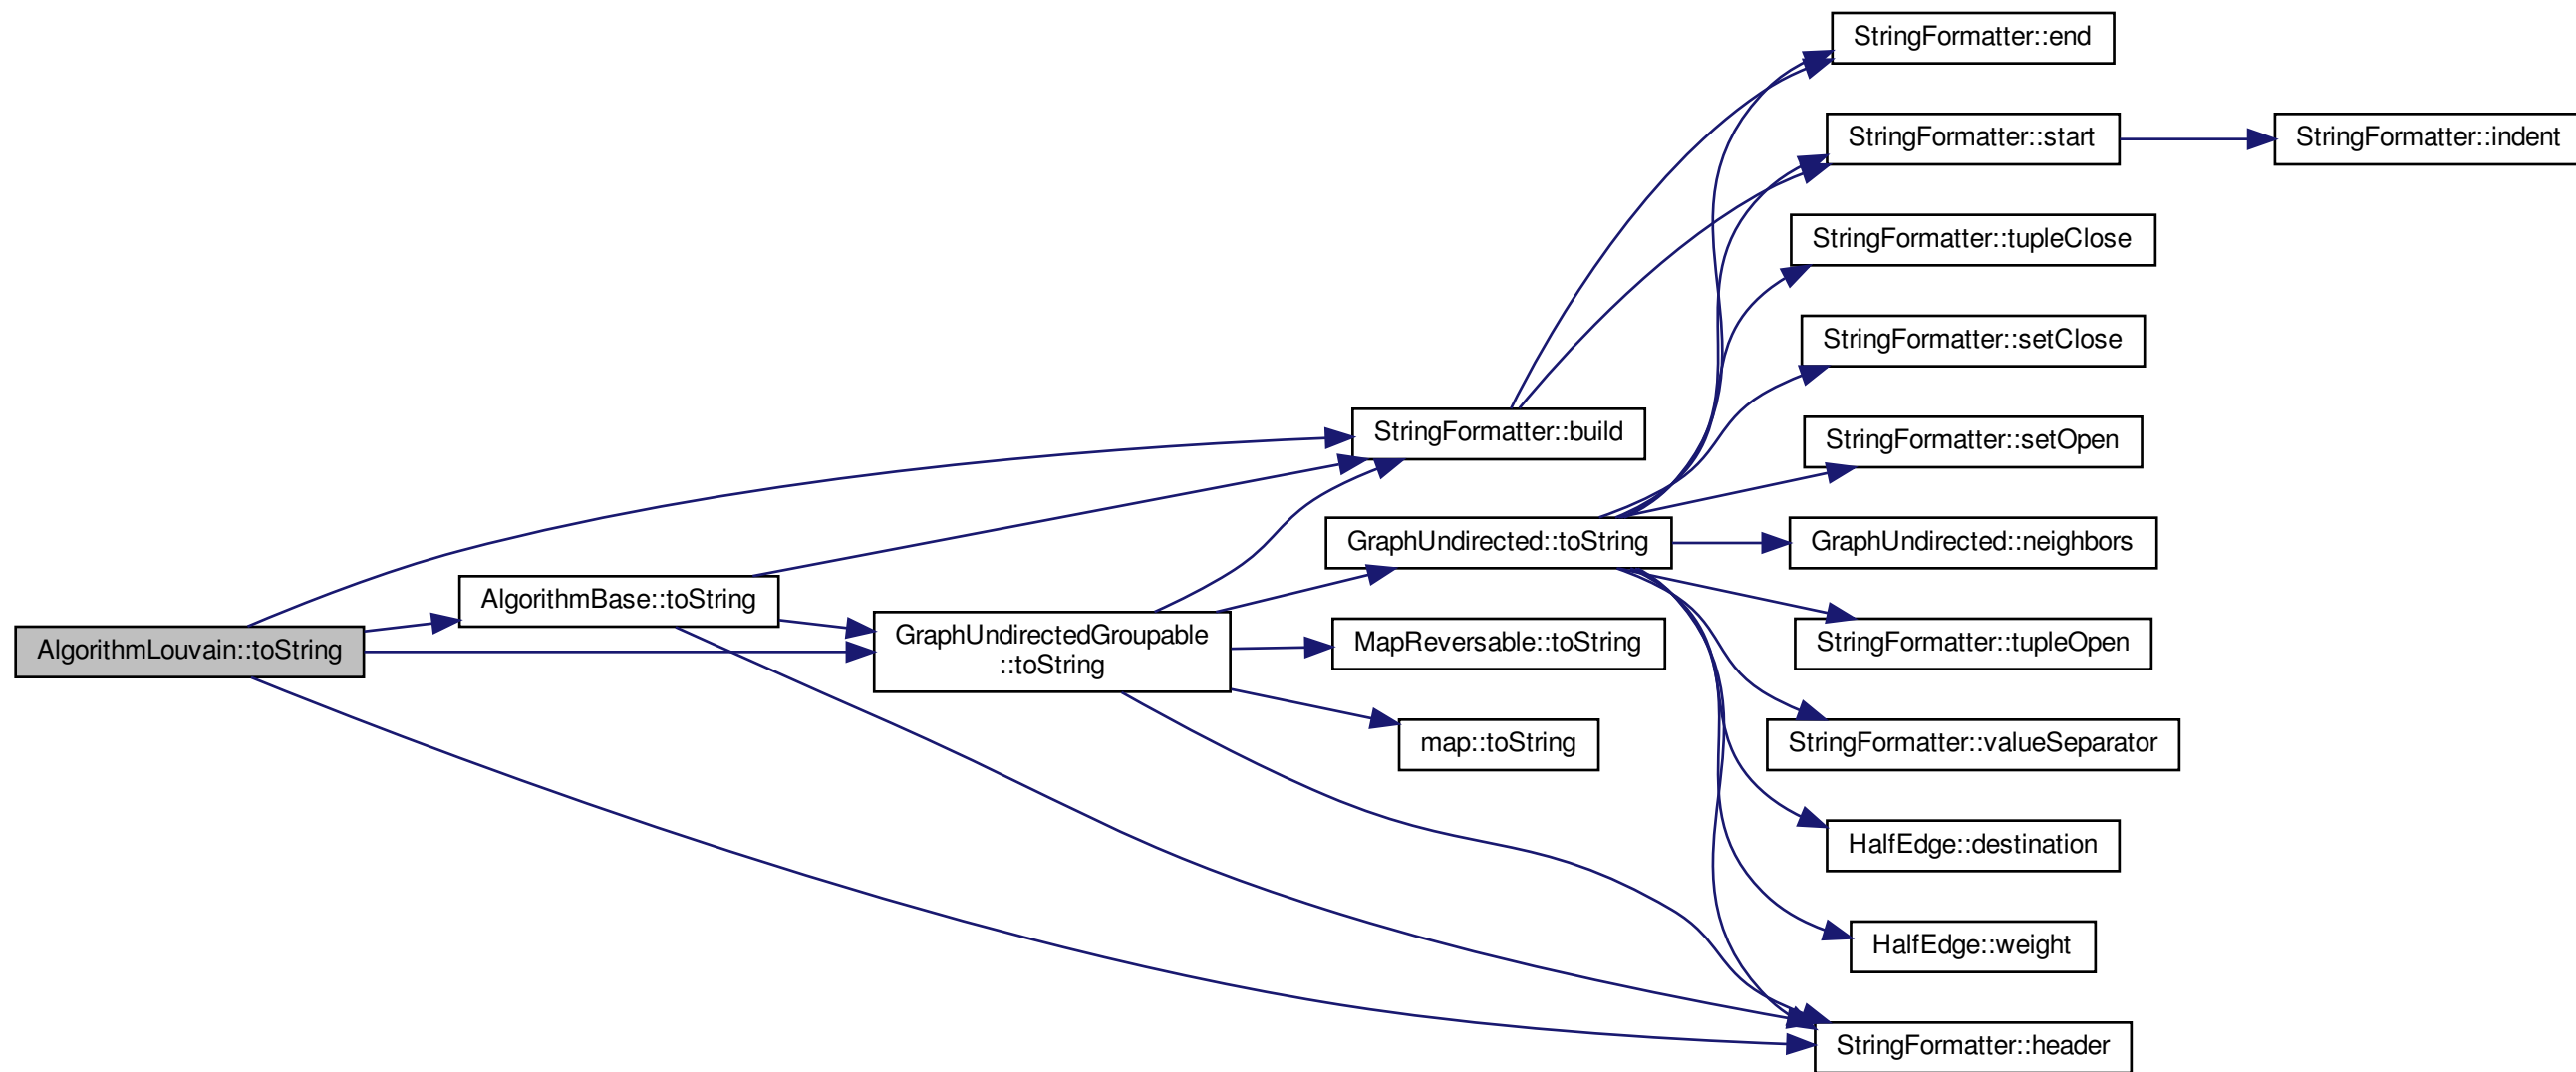 StringFormatter::end
StringFormatter::start
StringFormatter::indent
StringFormatter::tupleClose
StringFormatter::setClose
StringFormatter::build
StringFormatter::setOpen
GraphUndirected::toString
GraphUndirected::neighbors
AlgorithmBase::toString
AlgorithmLouvain::toString
GraphUndirectedGroupable
::toString
MapReversable::toString
StringFormatter::tupleOpen
map::toString
StringFormatter::valueSeparator
HalfEdge::destination
HalfEdge::weight
StringFormatter::header